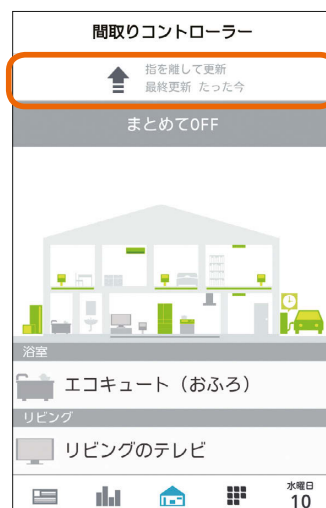 間取りコントローラー
指を離して更新
最終更新 たった今
まとめてOFF
浴室
エコキュート（おふろ）
リビング
リビングのテレビ
水曜日
10